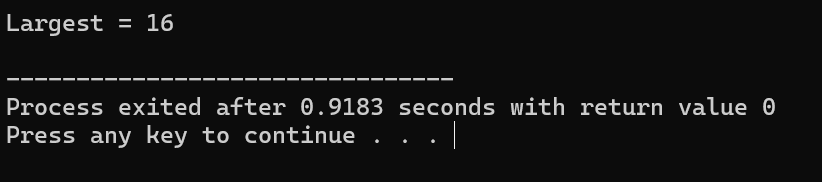 Largest = 16
--------------------------------
Process exited after 0.9183 seconds with return value 0
Press any key to continue . . .